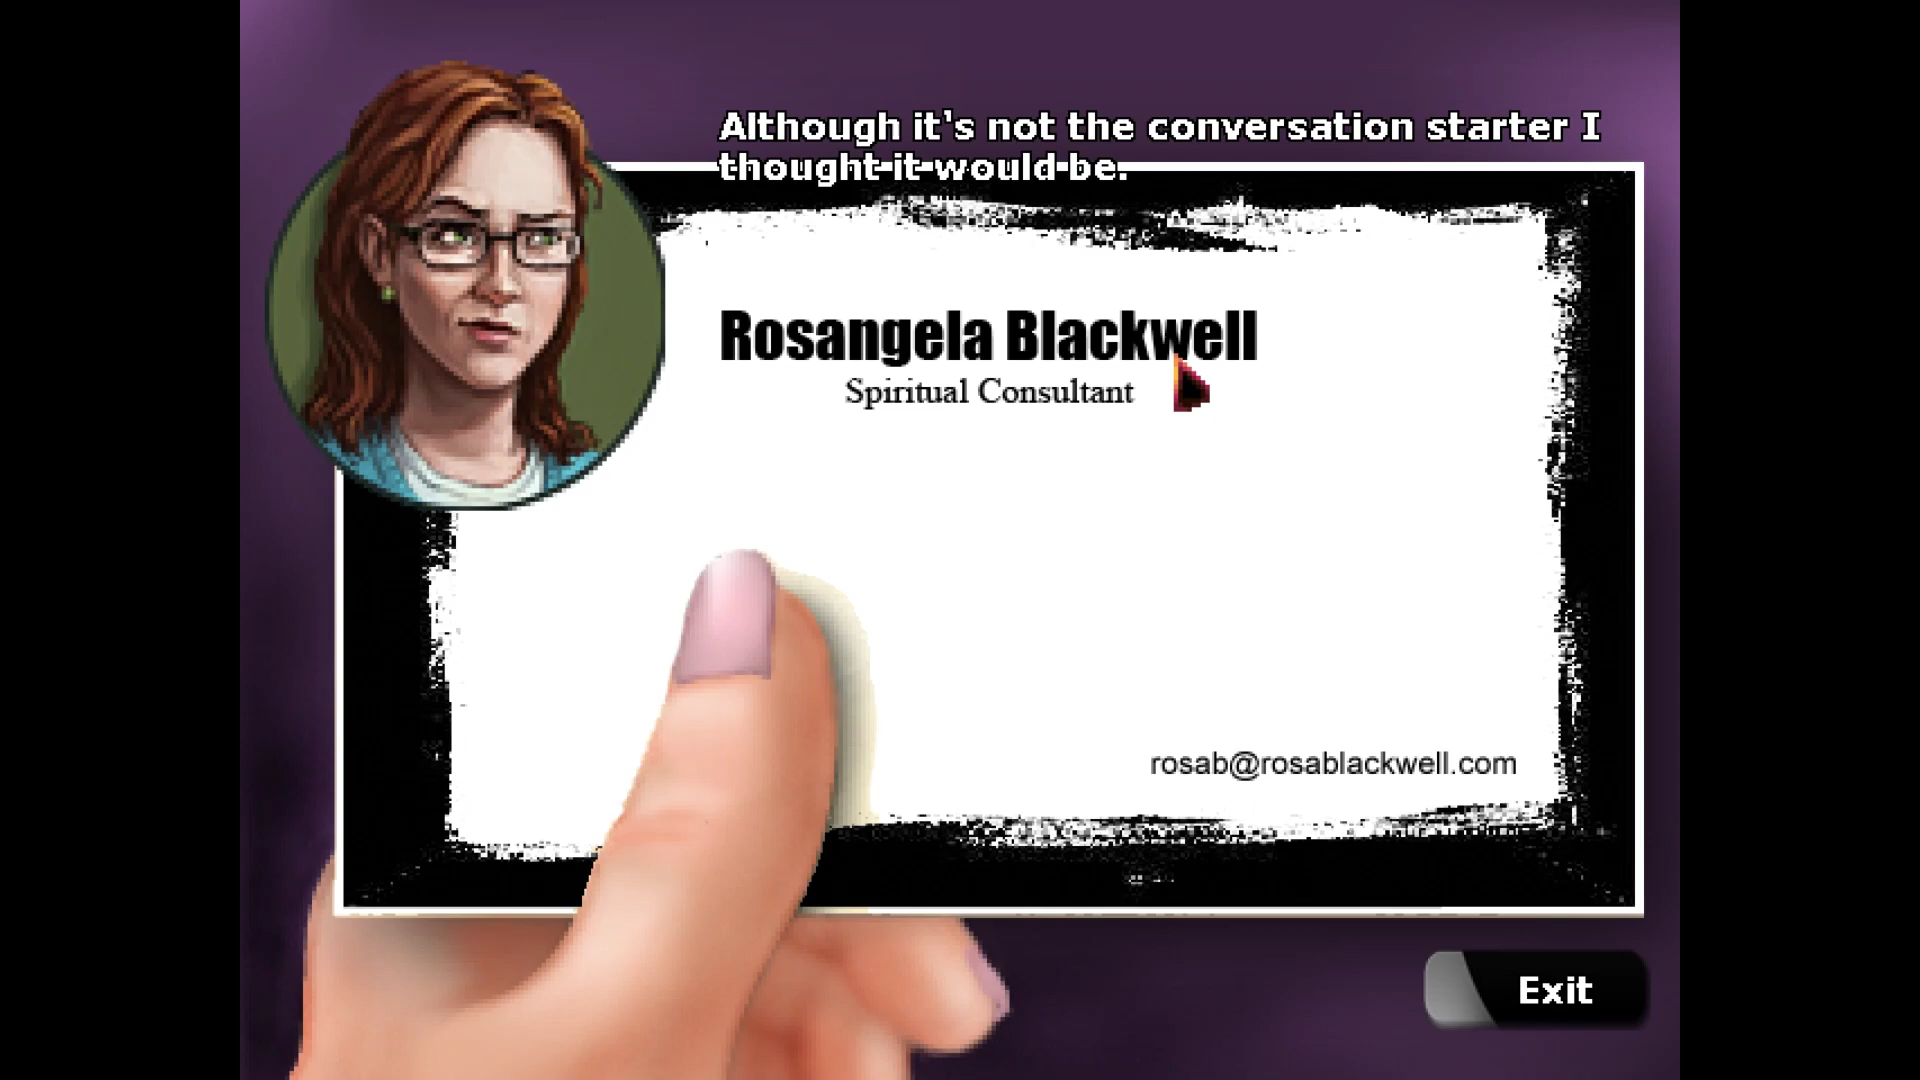 Although it's not the conversation starter I
thought it would be.
Rosangela Blackwell
Spiritual Consultant
rosab@rosablackwell.com
Exit